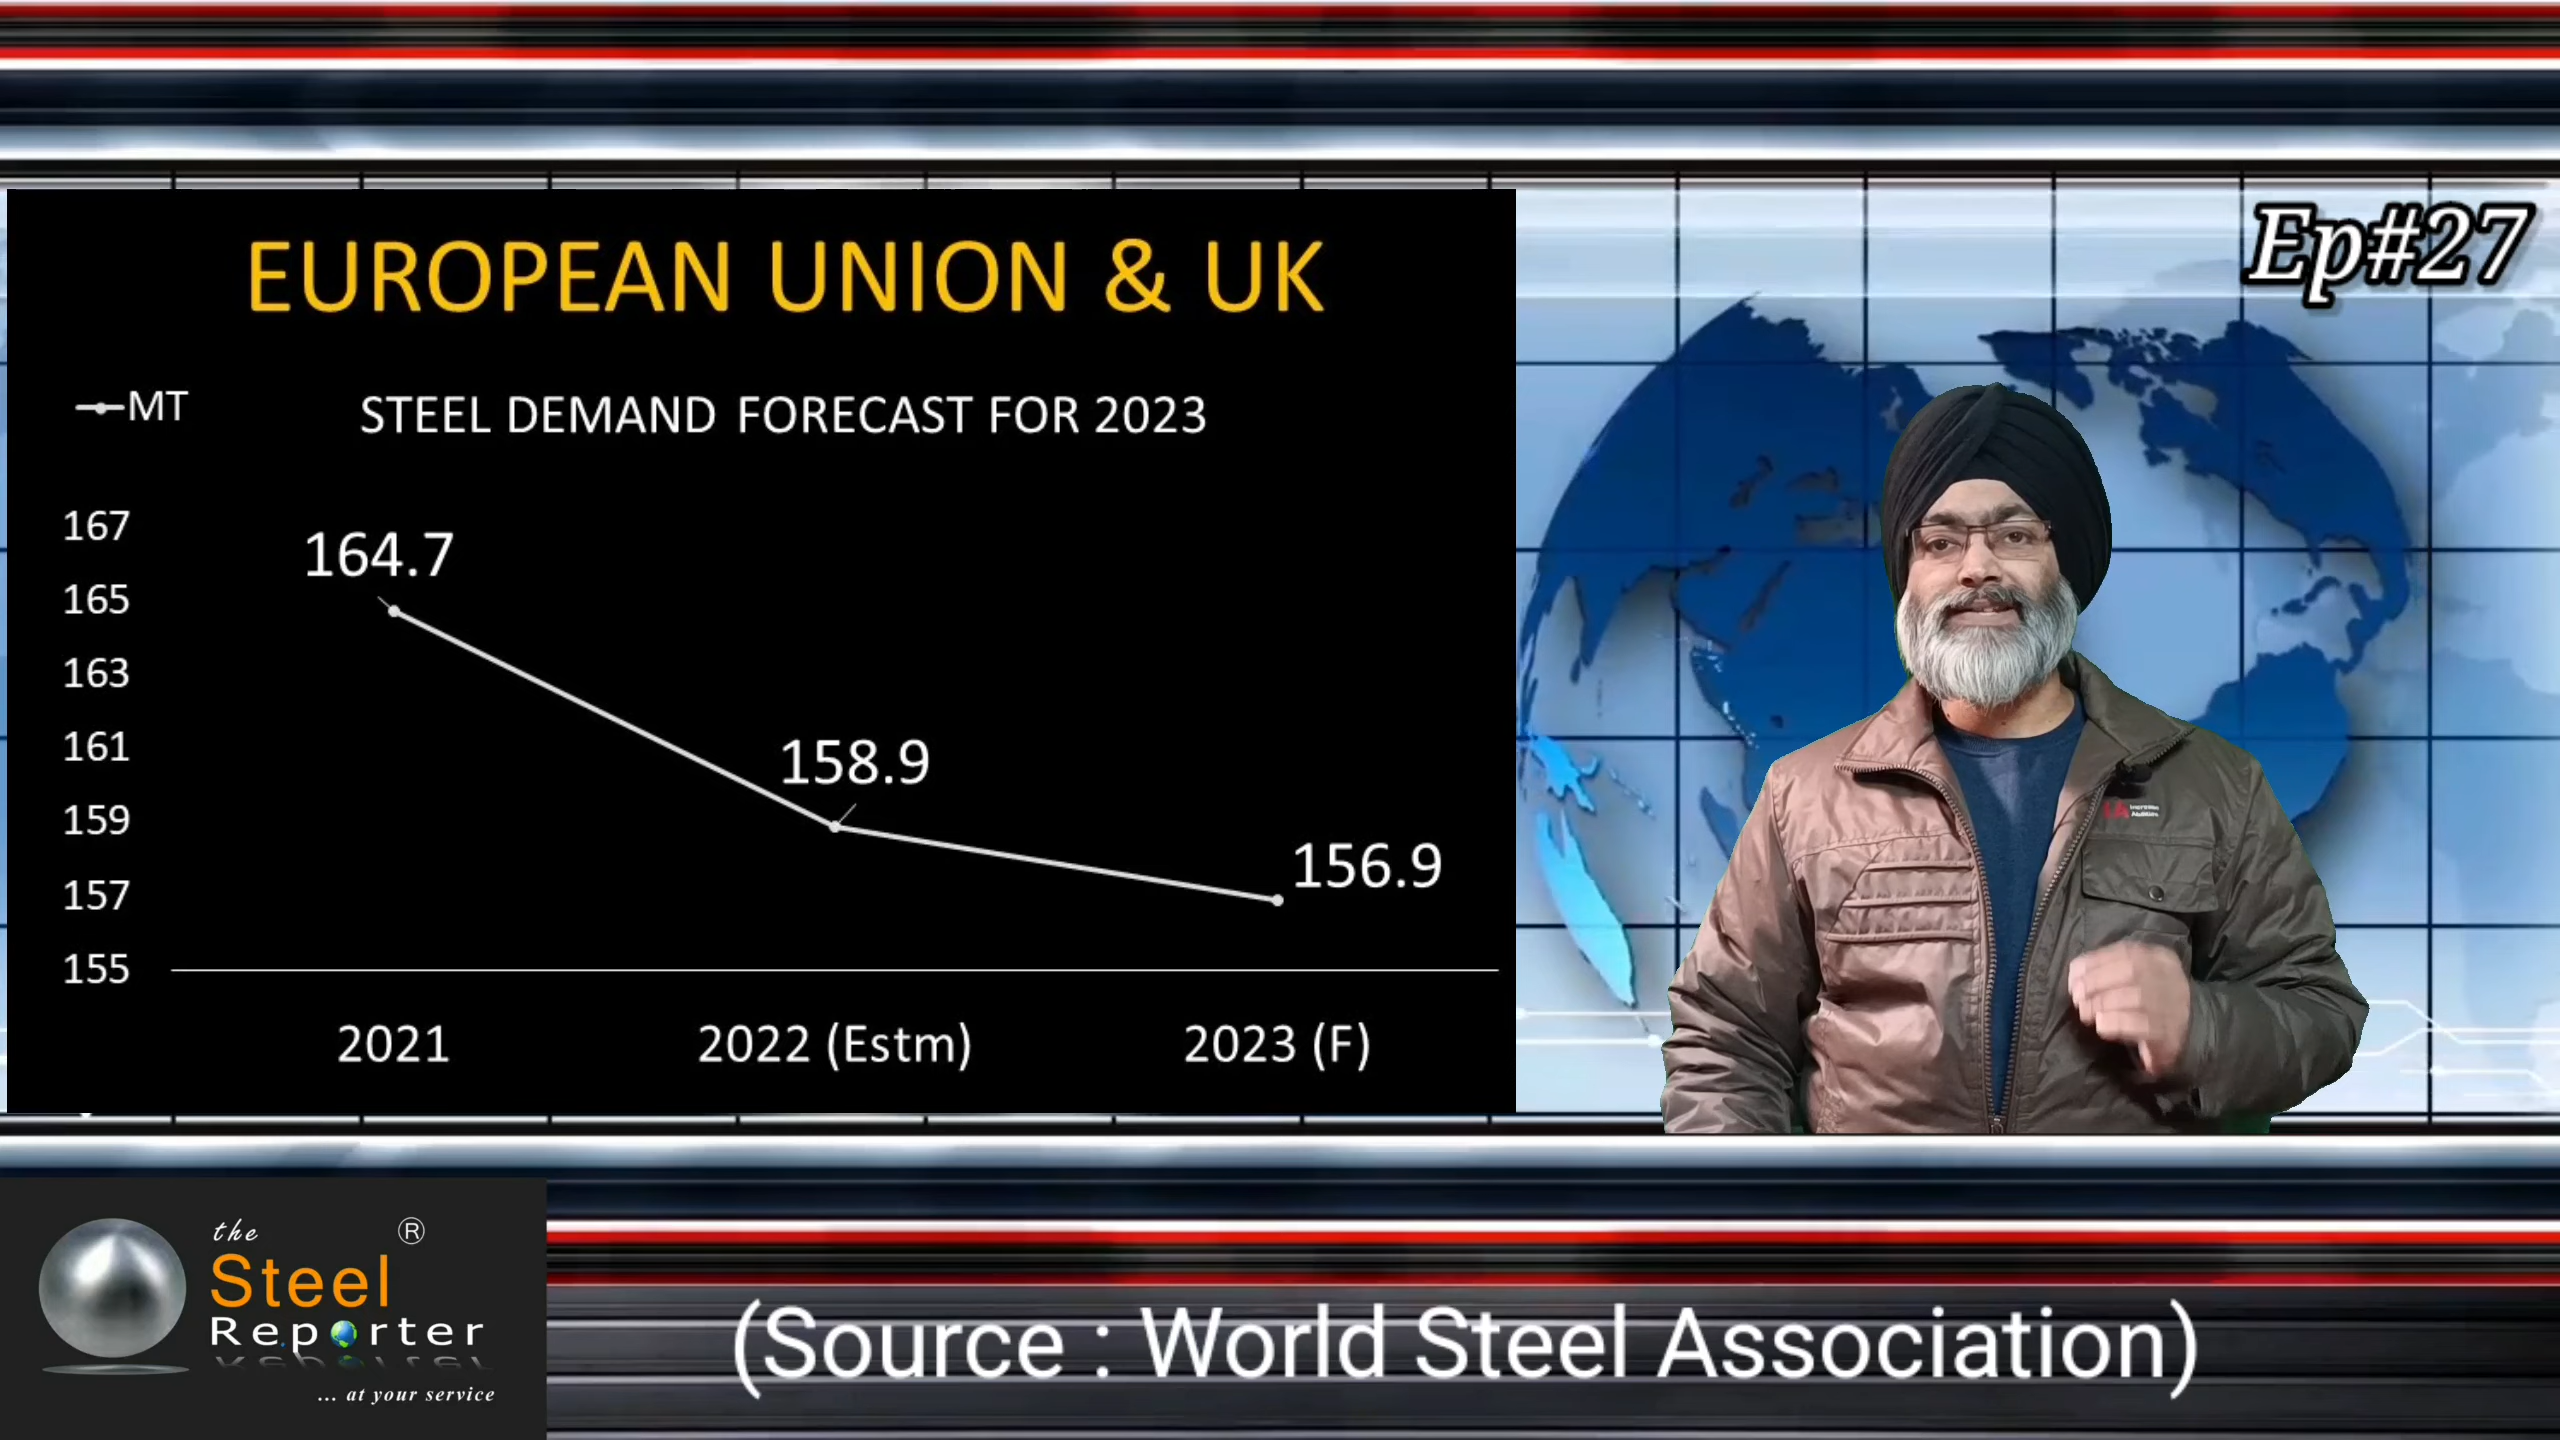 Ep#27
EUROPEAN UNION & UK
MT
STEEL DEMAND FORECAST FOR 2023
167
165
163
161
159
157
155
164.7
158.9
156.9
2021
2022 (Estm)
2023 (F)
the
®
Steel
Reporter
... at your service
(Source : World Steel Association)